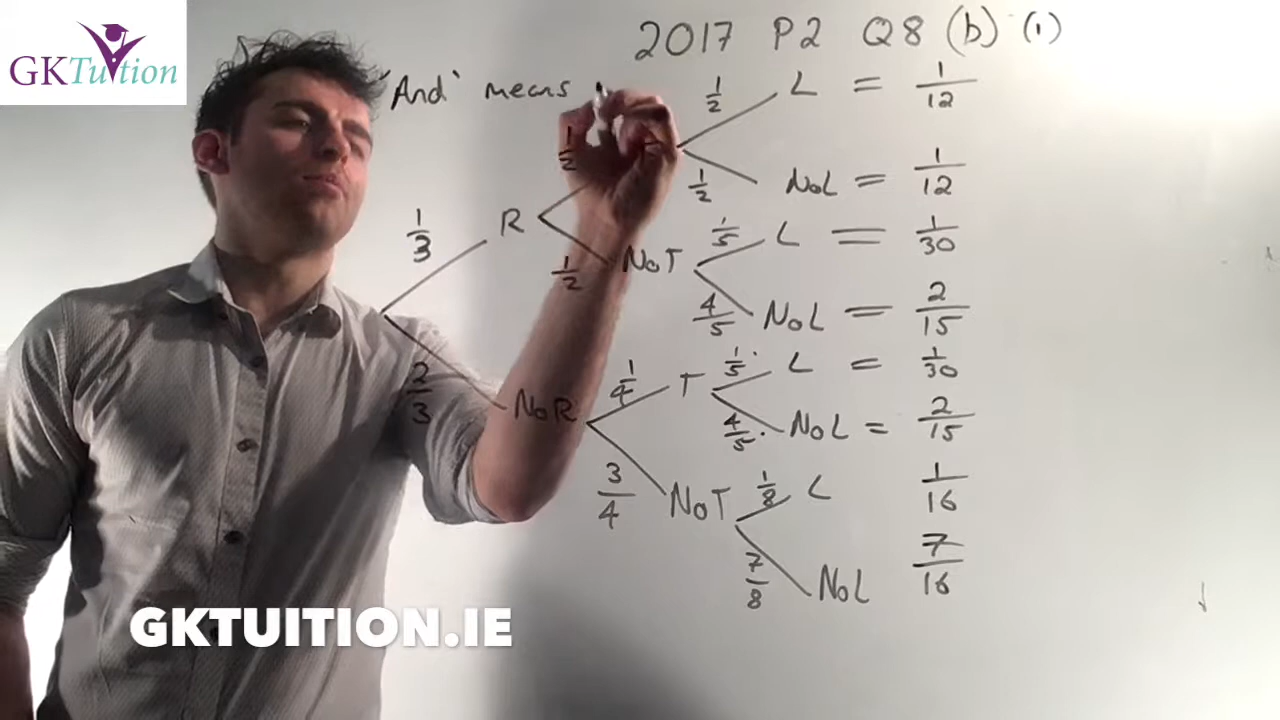 GKTuition
2017 P2 Q8 (b) (i)
'And' means
1/2 L = 1/12
1/2
1/2 NoL = 1/12
1/3 R
1/5 L = 1/30
1/2 NoT
4/5 NoL = 2/15
1/5 L = 1/30
1/4 T
2/3 NoR
4/5 NoL = 2/15
3/4 NoT 1/8 L 1/16
7/8 NoL 7/16
GKTUITION.IE